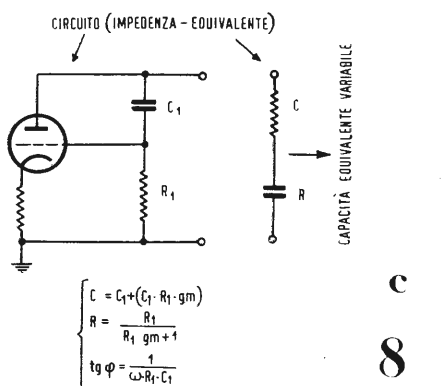 CIRCUITO (IMPEDENZA - EQUIVALENTE)
C1
R1
C
R
CAPACITÀ EQUIVALENTE VARIABILE
C = C1+(C1·R1·gm)
R = R1 / R1 gm+1
tg φ = 1 / ω·R1·C1
c
8